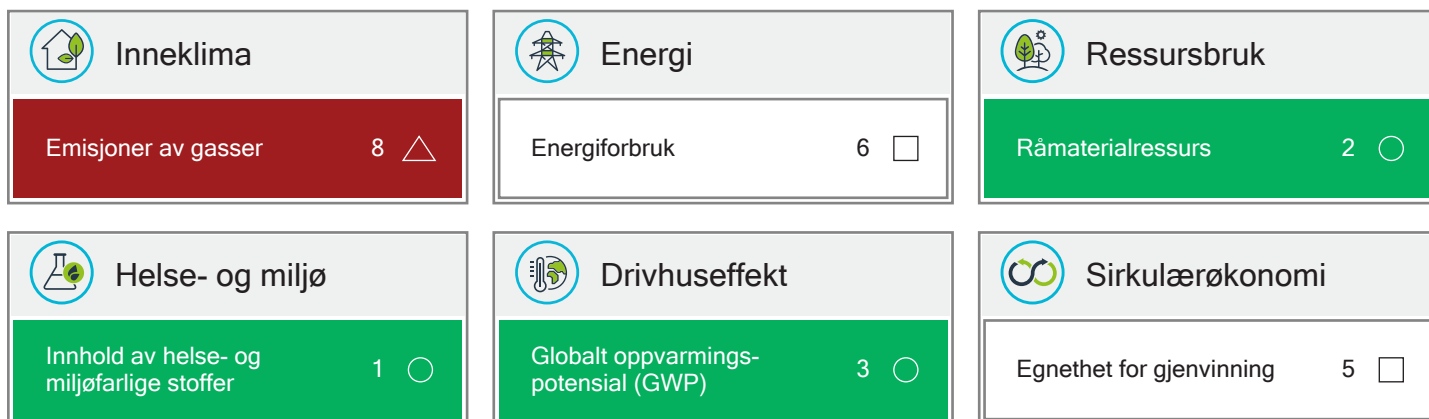 Inneklima
Emisjoner av gasser 8
Energi
Energiforbruk 6
Ressursbruk
Råmaterialressurs 2
Helse- og miljø
Innhold av helse- og
miljøfarlige stoffer 1
Drivhuseffekt
Globalt oppvarmings-
potensial (GWP) 3
Sirkulærøkonomi
Egnethet for gjenvinning 5